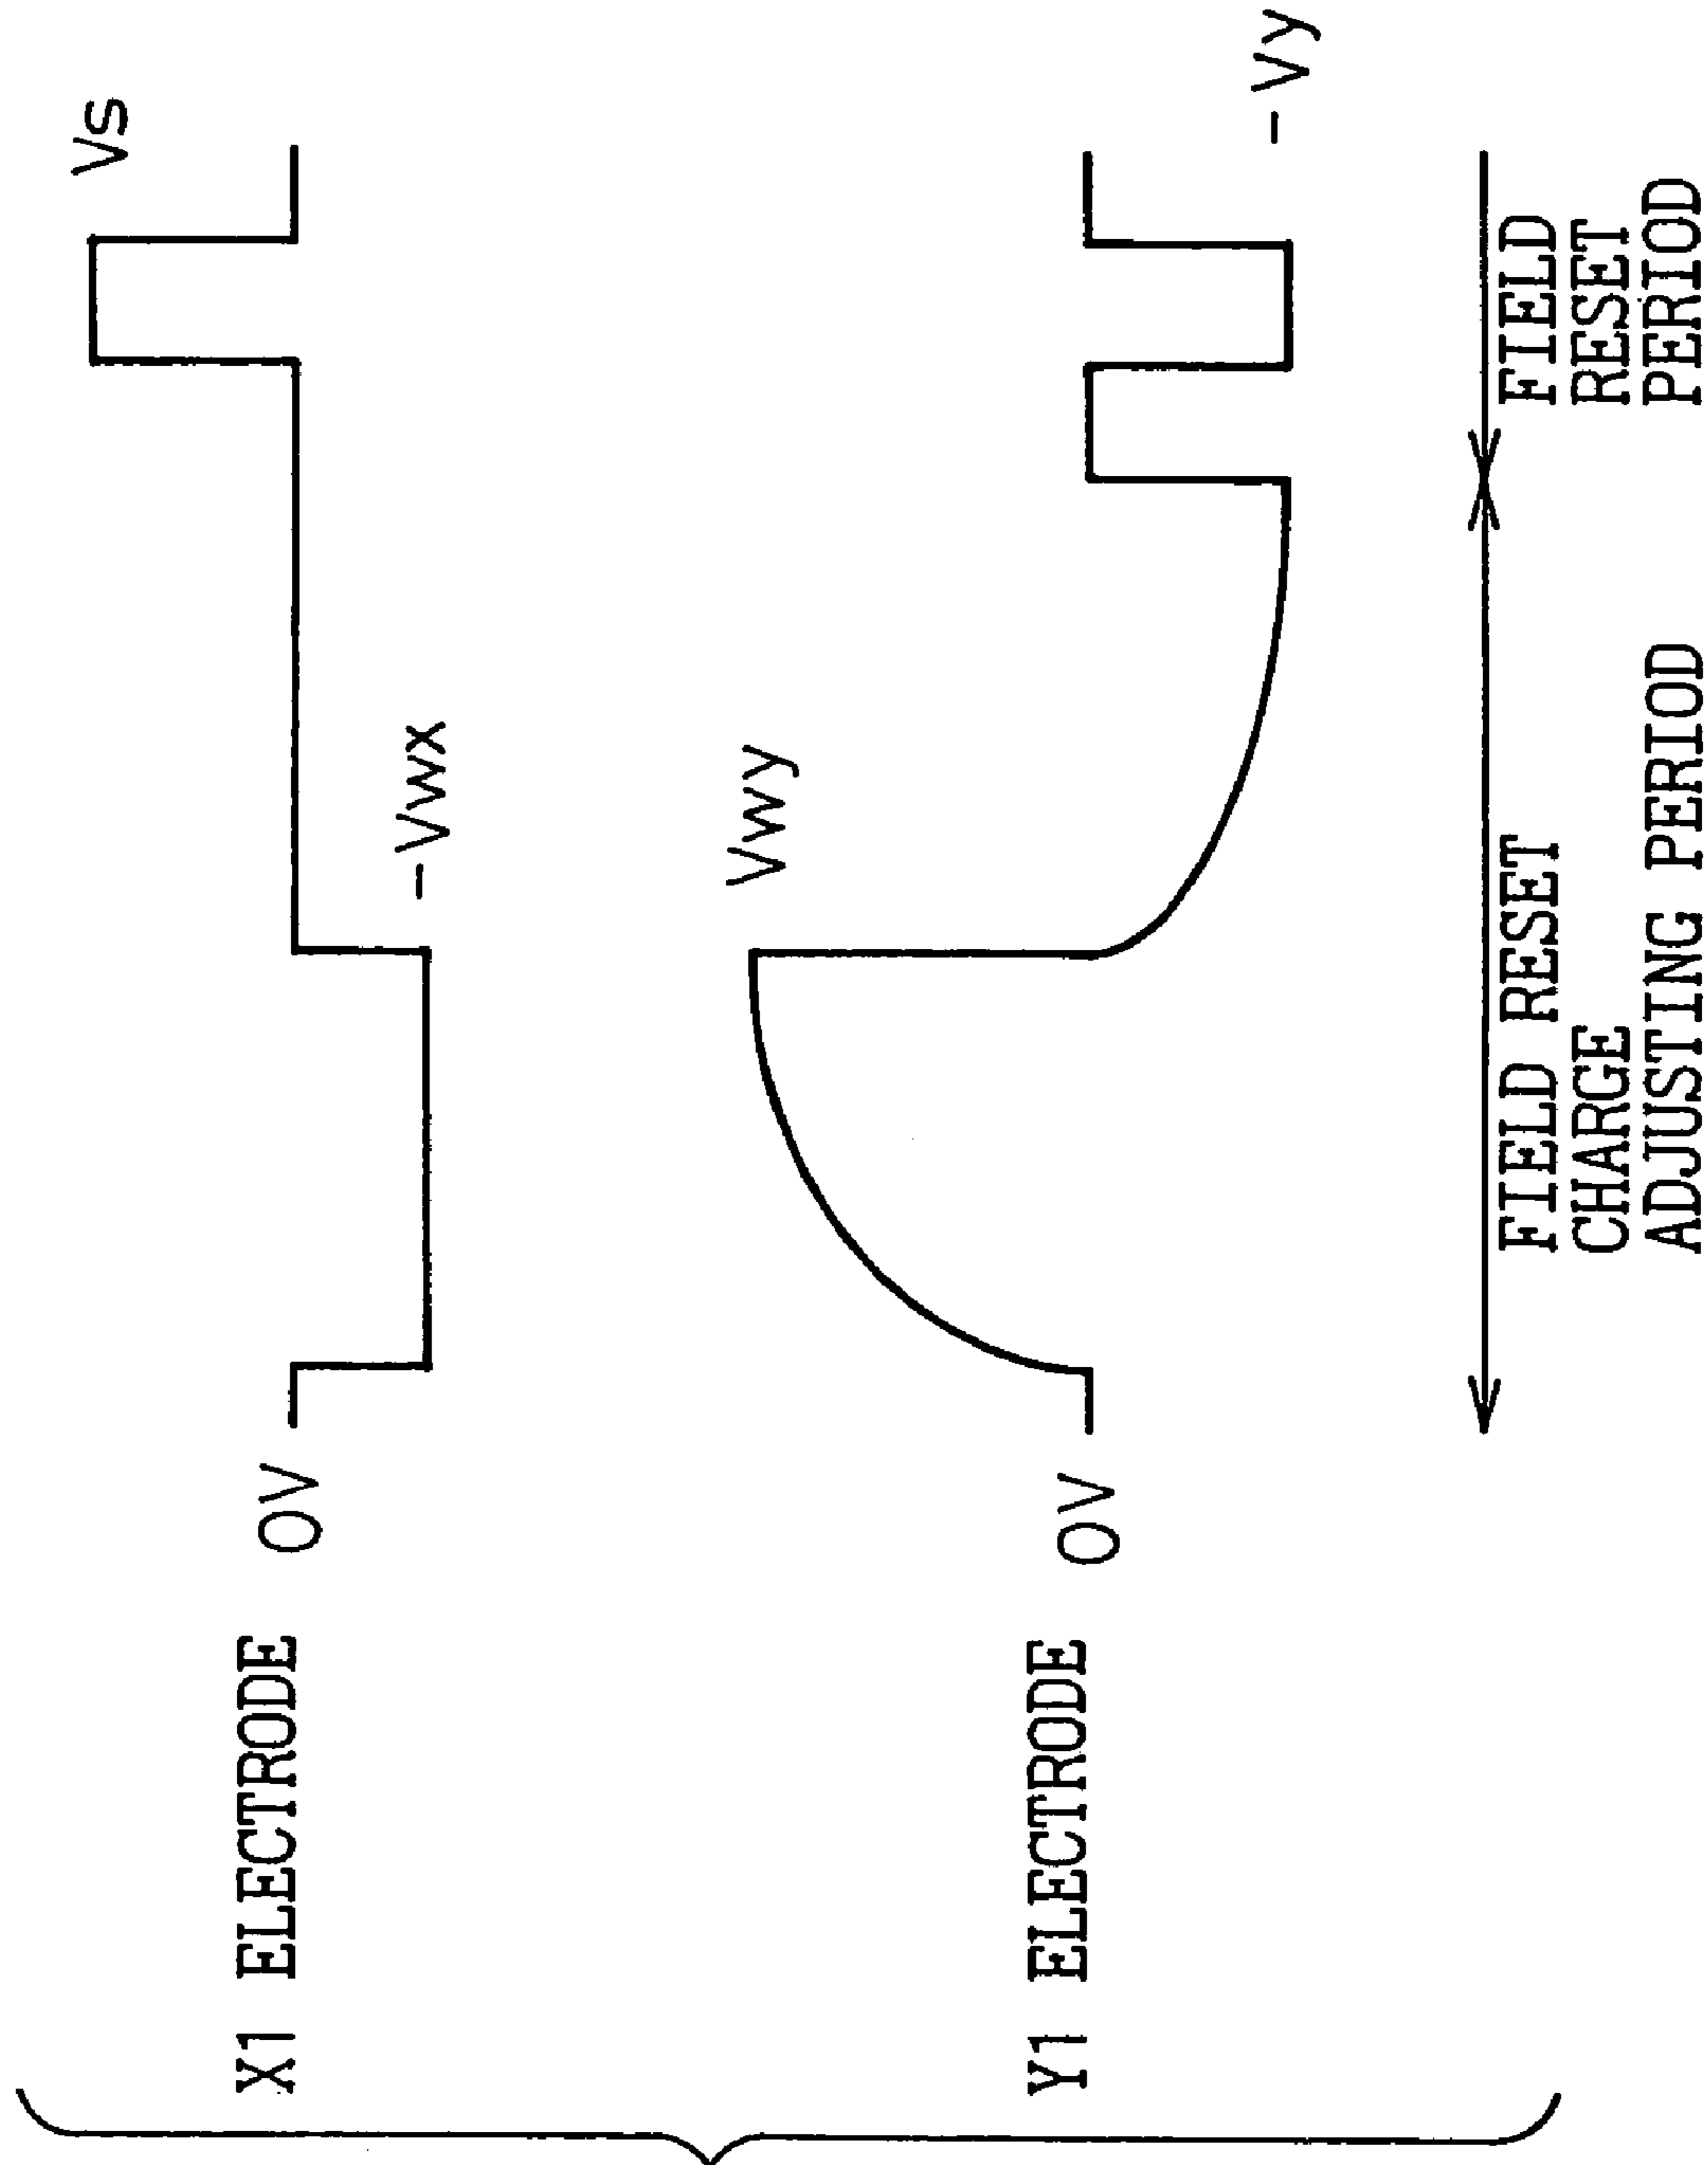 X1 ELECTRODE
0V
-Vwx
Vs
Y1 ELECTRODE
0V
Vwy
-Vy
FIELD RESET
CHARGE
ADJUSTING PERIOD
FIELD
RESET
PERIOD